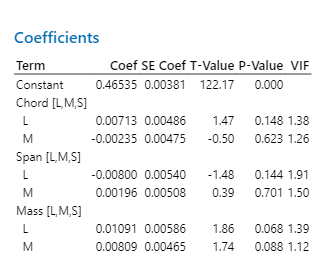 Coefficients
Term Coef SE Coef T-Value P-Value VIF
Constant 0.46535 0.00381 122.17 0.000
Chord [L,M,S]
L 0.00713 0.00486 1.47 0.148 1.38
M -0.00235 0.00475 -0.50 0.623 1.26
Span [L,M,S]
L -0.00800 0.00540 -1.48 0.144 1.91
M 0.00196 0.00508 0.39 0.701 1.50
Mass [L,M,S]
L 0.01091 0.00586 1.86 0.068 1.39
M 0.00809 0.00465 1.74 0.088 1.12